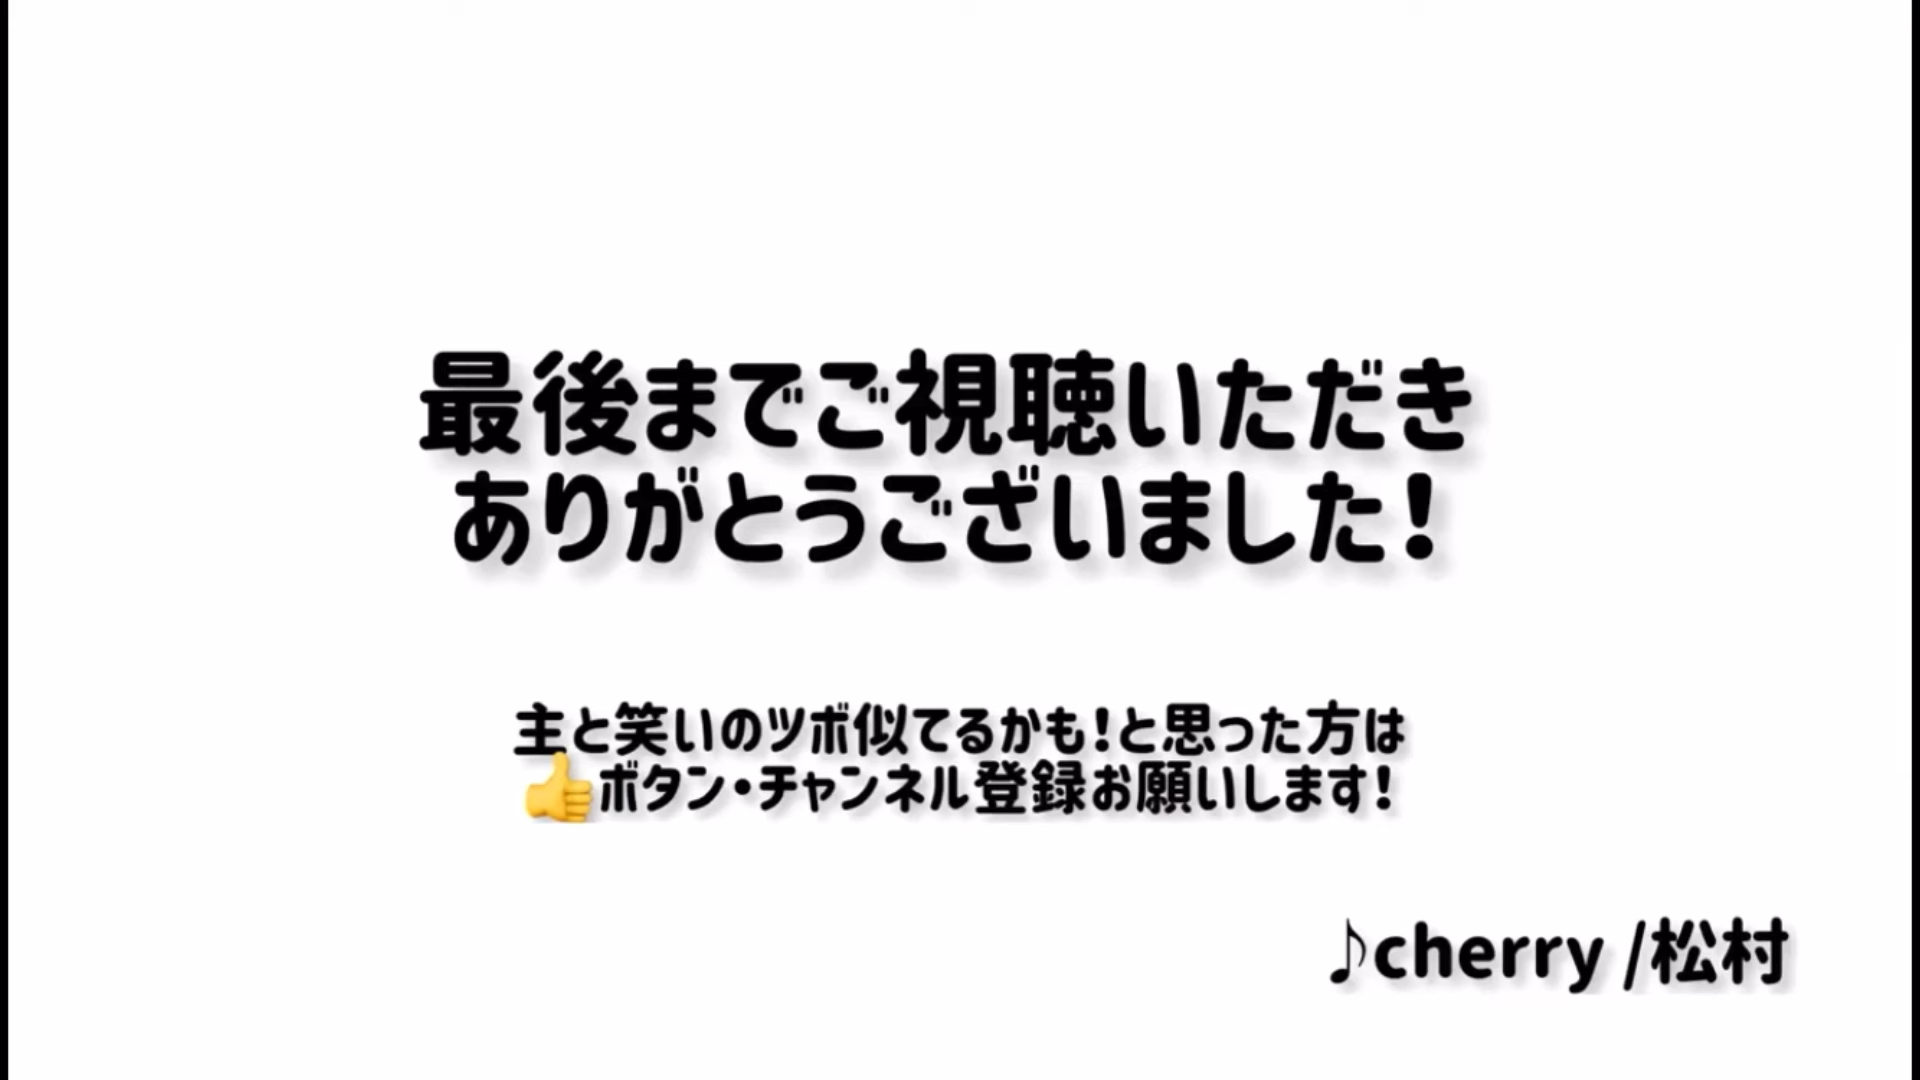 最後までご視聴いただき
ありがとうございました!
主と笑いのツボ似てるかも!と思った方は
👍ボタン・チャンネル登録お願いします!
♪cherry /松村